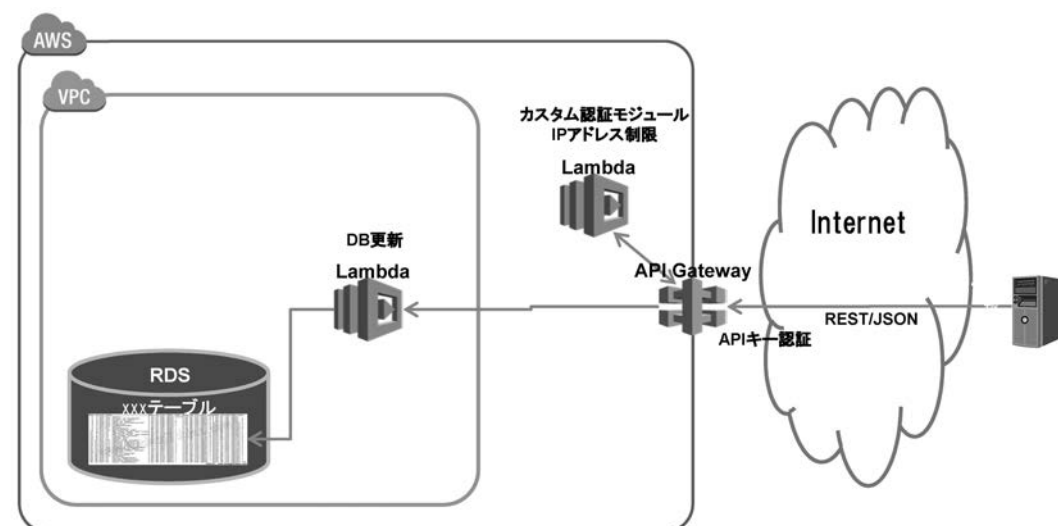 AWS
VPC
カスタム認証モジュール
IPアドレス制限
Lambda
Internet
DB更新
Lambda
API Gateway
REST/JSON
APIキー認証
RDS
xxxテーブル